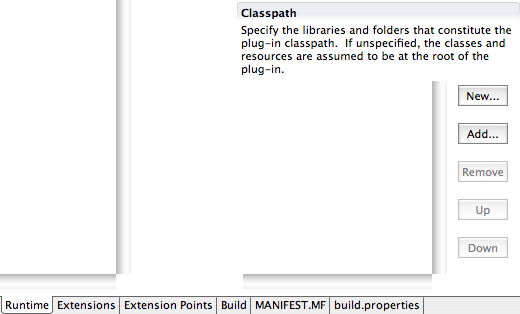 Classpath
Specify the libraries and folders that constitute the
plug-in classpath.  If unspecified, the classes and
resources are assumed to be at the root of the
plug-in.
New...
Add...
Remove
Up
Down
Runtime Extensions Extension Points Build MANIFEST.MF build.properties